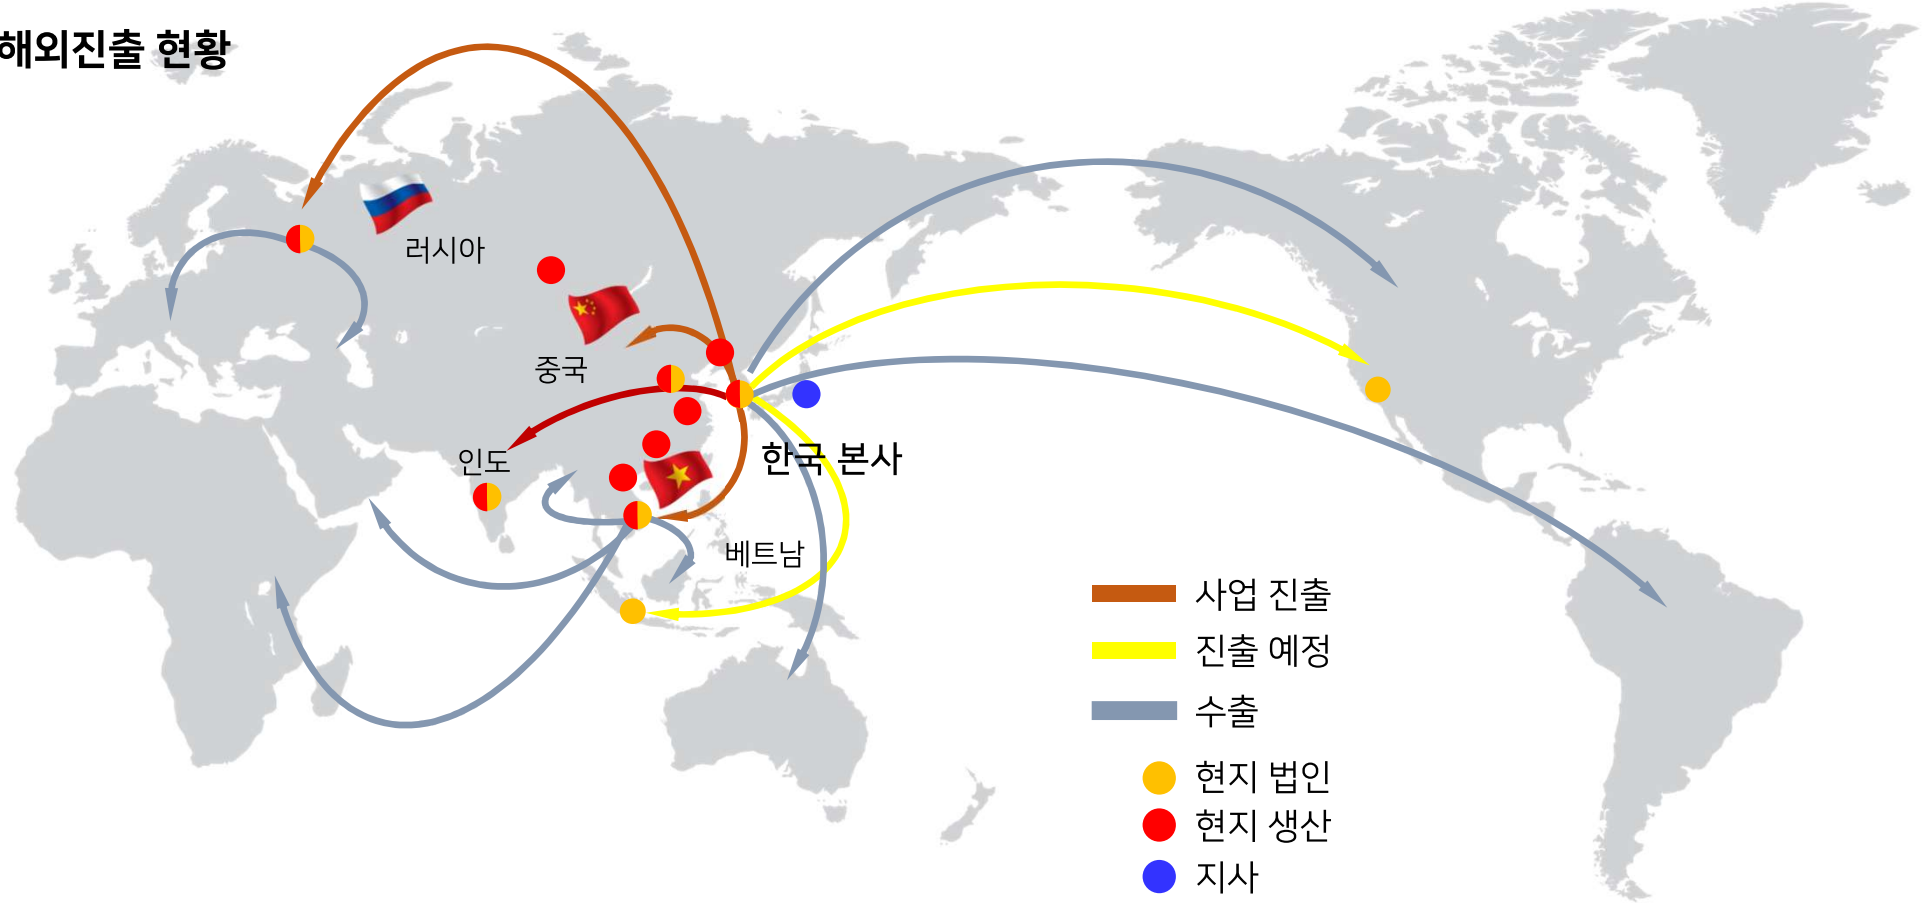 해외진출 현황
러시아
중국
인도
한국 본사
베트남
사업 진출
진출 예정
수출
현지 법인
현지 생산
지사